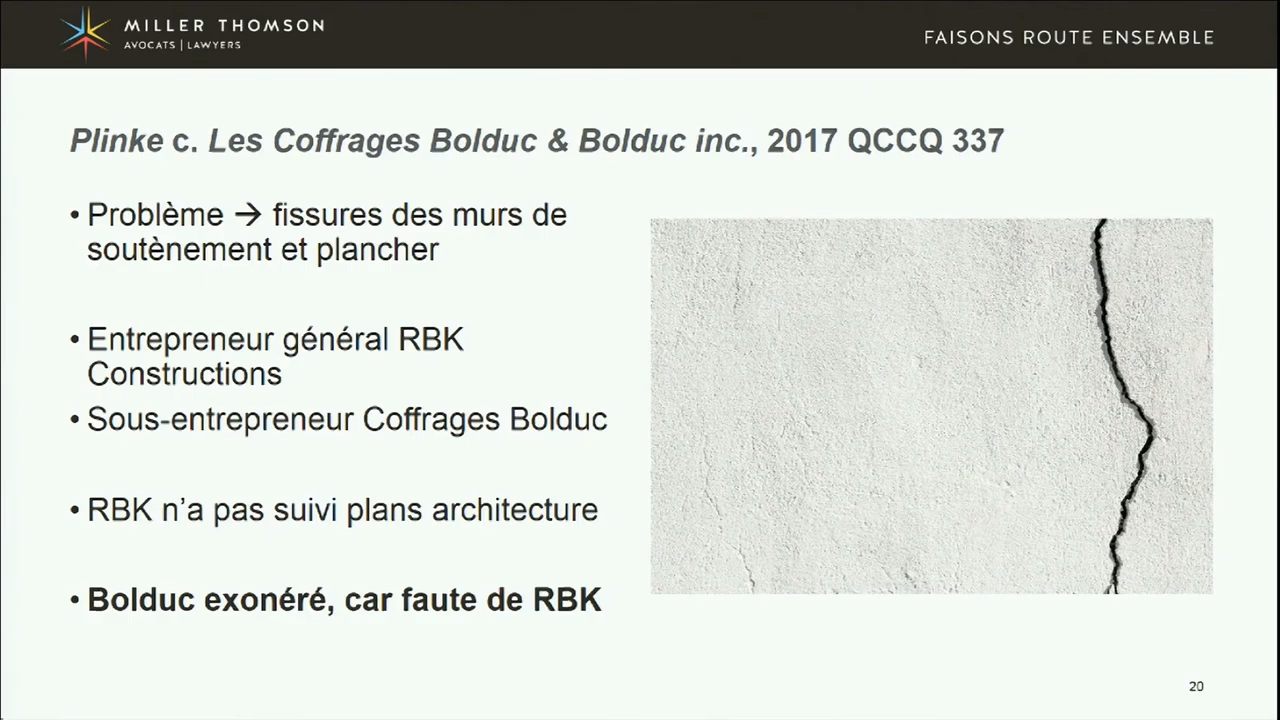 MILLER THOMSON
AVOCATS | LAWYERS
FAISONS ROUTE ENSEMBLE
Plinke c. Les Coffrages Bolduc & Bolduc inc., 2017 QCCQ 337
• Problème → fissures des murs de
soutènement et plancher
• Entrepreneur général RBK
Constructions
• Sous-entrepreneur Coffrages Bolduc
• RBK n’a pas suivi plans architecture
• Bolduc exonéré, car faute de RBK
20